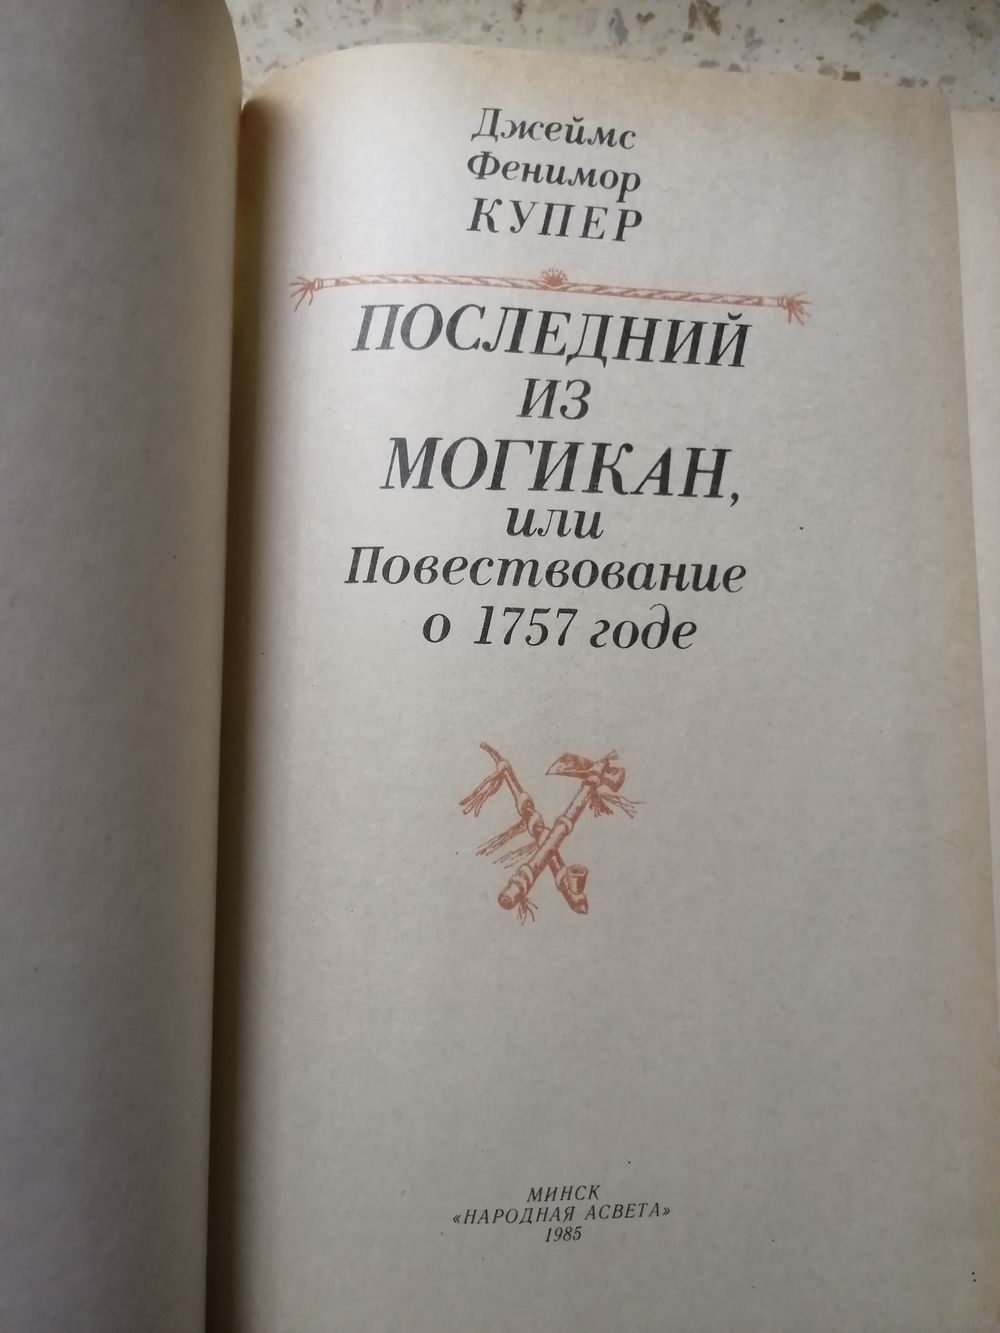 Джеймс
Фенимор
КУПЕР
ПОСЛЕДНИЙ
ИЗ
МОГИКАН,
или
Повествование
о 1757 годе
МИНСК
«НАРОДНАЯ АСВЕТА»
1985